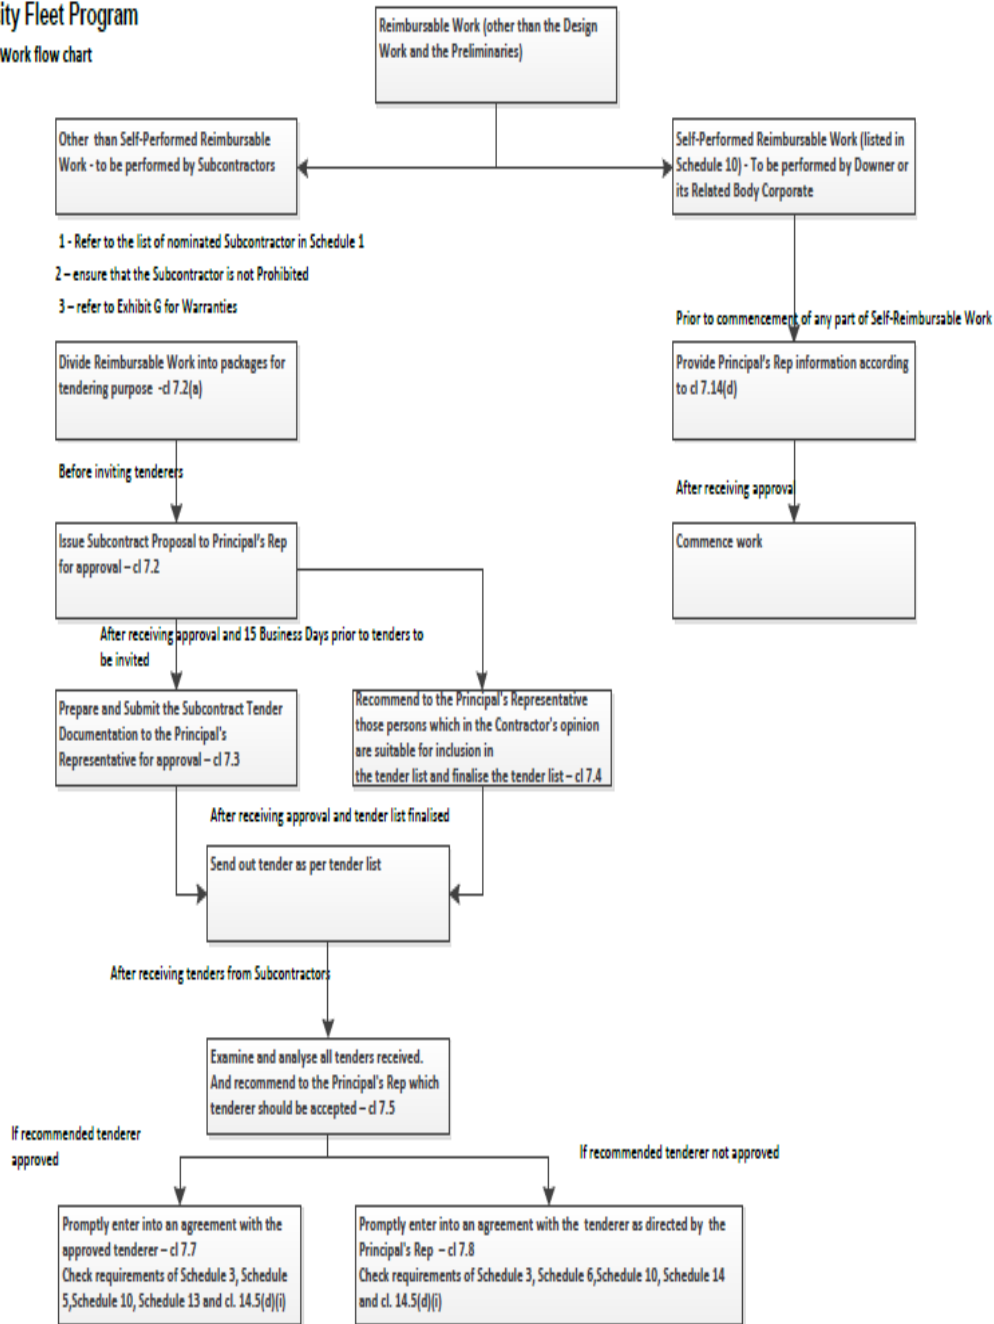 ity Fleet Program
Work flow chart
Reimbursable Work (other than the Design
Work and the Preliminaries)
Other than Self-Performed Reimbursable
Work - to be performed by Subcontractors
Self-Performed Reimbursable Work (listed in
Schedule 10) - To be performed by Downer or
its Related Body Corporate
1 - Refer to the list of nominated Subcontractor in Schedule 1
2 – ensure that the Subcontractor is not Prohibited
3 – refer to Exhibit G for Warranties
Prior to commencement of any part of Self-Reimbursable Work
Divide Reimbursable Work into packages for
tendering purpose -cl 7.2(a)
Provide Principal's Rep information according
to cl 7.14(d)
Before inviting tenderers
After receiving approval
Issue Subcontract Proposal to Principal's Rep
for approval – cl 7.2
Commence work
After receiving approval and 15 Business Days prior to tenders to
be invited
Prepare and Submit the Subcontract Tender
Documentation to the Principal's
Representative for approval – cl 7.3
Recommend to the Principal's Representative
those persons which in the Contractor's opinion
are suitable for inclusion in
the tender list and finalise the tender list – cl 7.4
After receiving approval and tender list finalised
Send out tender as per tender list
After receiving tenders from Subcontractors
Examine and analyse all tenders received.
And recommend to the Principal's Rep which
tenderer should be accepted – cl 7.5
If recommended tenderer
approved
If recommended tenderer not approved
Promptly enter into an agreement with the
approved tenderer – cl 7.7
Check requirements of Schedule 3, Schedule
5,Schedule 10, Schedule 13 and cl. 14.5(d)(i)
Promptly enter into an agreement with the tenderer as directed by the
Principal's Rep – cl 7.8
Check requirements of Schedule 3, Schedule 6,Schedule 10, Schedule 14
and cl. 14.5(d)(i)